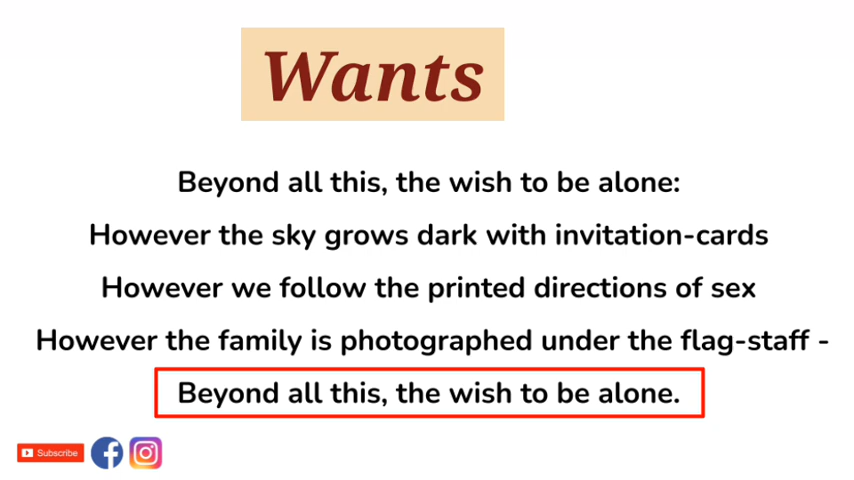 Wants
Beyond all this, the wish to be alone:
However the sky grows dark with invitation-cards
However we follow the printed directions of sex
However the family is photographed under the flag-staff -
Beyond all this, the wish to be alone.
Subscribe